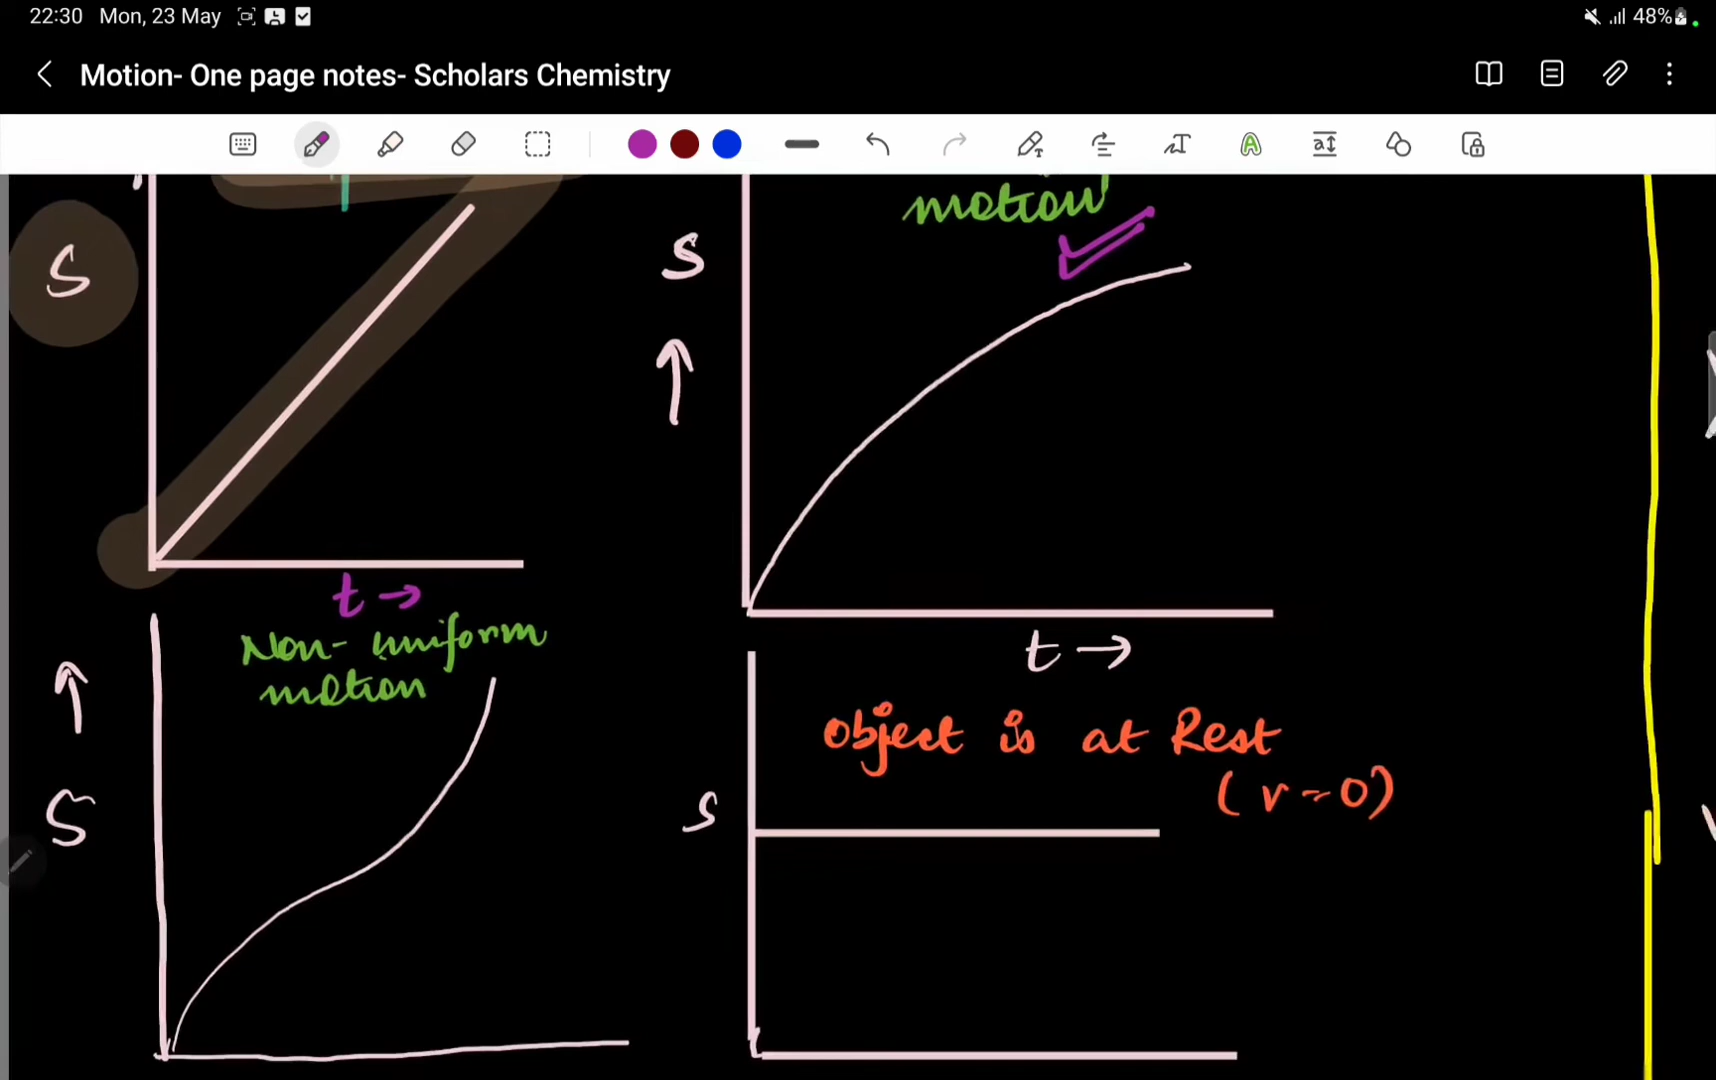 22:30 Mon, 23 May
48%
Motion- One page notes- Scholars Chemistry
S
t →
motion
S
↑
t →
Non-uniform
motion
↑
S
Object is at Rest
(v=0)
S